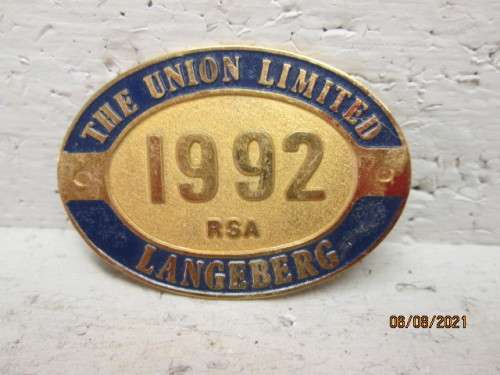 THE UNION LIMITED
1992
RSA
LANGEBERG
06/08/2021